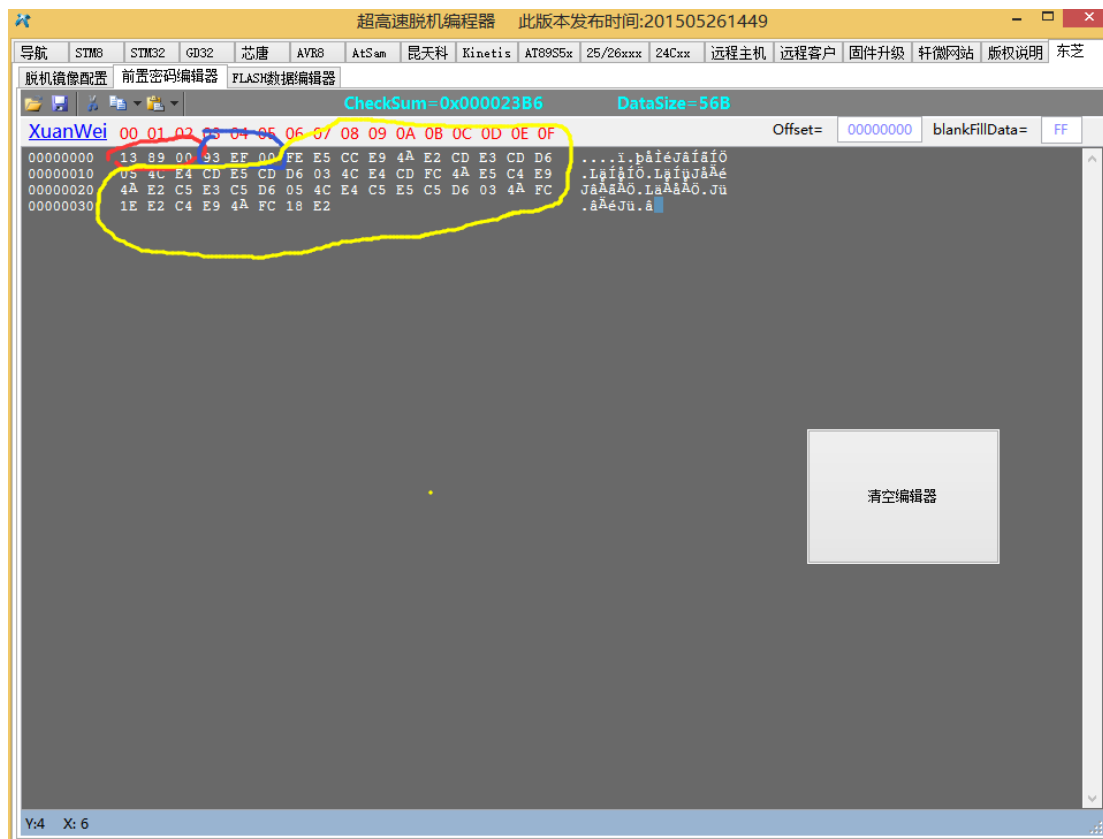 超高速脱机编程器 此版本发布时间:201505261449
导航 STM8 STM32 GD32 芯唐 AVR8 AtSam 昆天科 Kinetis AT89S5x 25/26xxx 24Cxx 远程主机 远程客户 固件升级 轩微网站 版权说明 东芝
脱机镜像配置 前置密码编辑器 FLASH数据编辑器
CheckSum=0x000023B6 DataSize=56B
XuanWei 00 01 02 03 04 05 06 07 08 09 0A 0B 0C 0D 0E 0F Offset= 00000000 blankFillData= FF
00000000 13 89 00 93 EF 00 FE E5 CC E9 4A E2 CD E3 CD D6 ....ï.þåÌéJâÍãÍÖ
00000010 05 4C E4 CD E5 CD D6 03 4C E4 CD FC 4A E5 C4 E9 .LäÍåÍÖ.LäÍüJåÄé
00000020 4A E2 C5 E3 C5 D6 05 4C E4 C5 E5 C5 D6 03 4A FC JâÅãÅÖ.LäÅåÅÖ.Jü
00000030 1E E2 C4 E9 4A FC 18 E2 .âÄéJü.â
清空编辑器
Y:4 X: 6